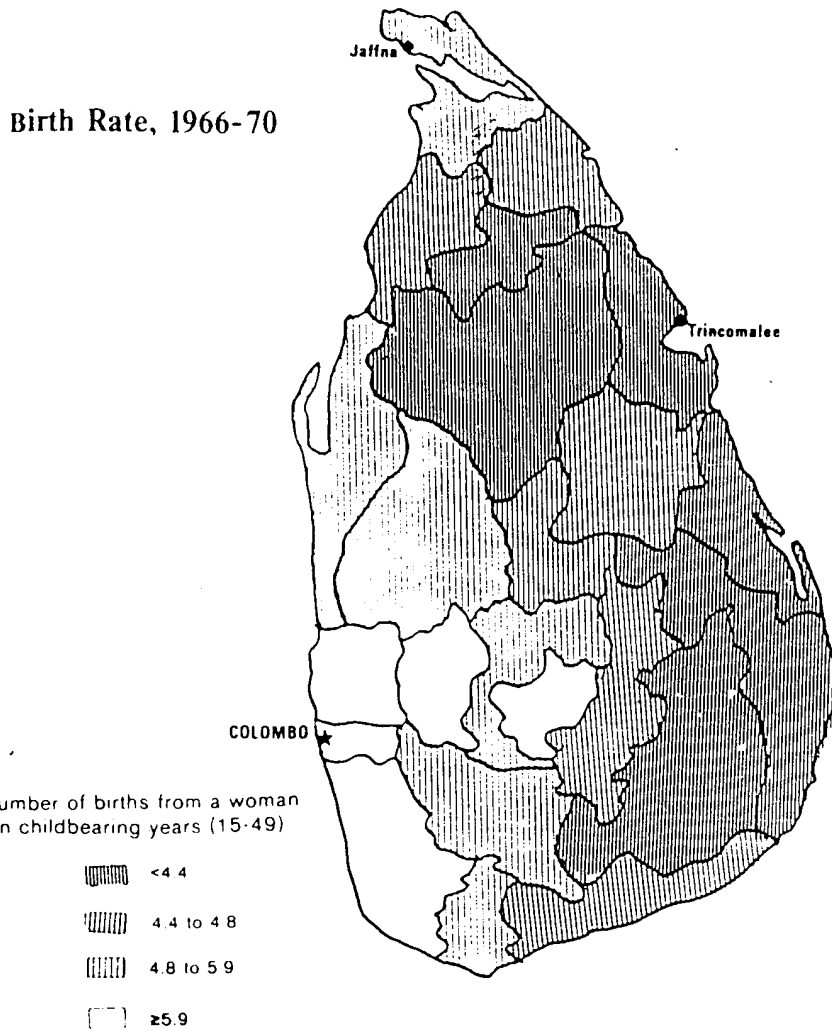 Jaffna
Birth Rate, 1966-70
Trincomalee
COLOMBO
umber of births from a woman
n childbearing years (15-49)
<4.4
4.4 to 4.8
4.8 to 5.9
≥5.9